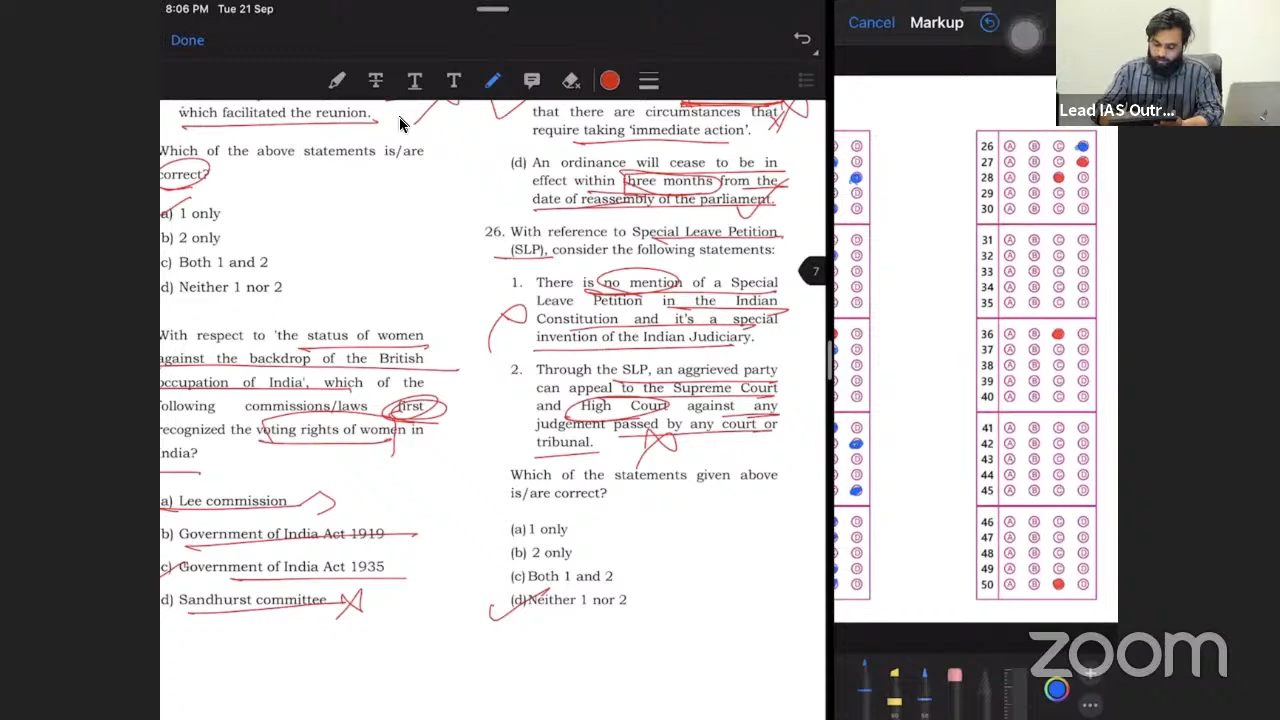 8:06 PM Tue 21 Sep
Done
which facilitated the reunion.
Which of the above statements is/are
correct?
a) 1 only
b) 2 only
c) Both 1 and 2
d) Neither 1 nor 2
With respect to 'the status of women
against the backdrop of the British
occupation of India', which of the
following commissions/laws first
recognized the voting rights of women in
India?
a) Lee commission
b) Government of India Act 1919
c) Government of India Act 1935
d) Sandhurst committee
that there are circumstances that
require taking 'immediate action'.
(d) An ordinance will cease to be in
effect within three months from the
date of reassembly of the parliament.
26. With reference to Special Leave Petition
(SLP), consider the following statements:
1. There is no mention of a Special
Leave Petition in the Indian
Constitution and it's a special
invention of the Indian Judiciary.
2. Through the SLP, an aggrieved party
can appeal to the Supreme Court
and High Court against any
judgement passed by any court or
tribunal.
Which of the statements given above
is/are correct?
(a) 1 only
(b) 2 only
(c) Both 1 and 2
(d) Neither 1 nor 2
7
Cancel Markup
Lead IAS Outr...
26 A B C
27 A B C
28 A B D
29 A B C D
30 A B C D
31 A B C D
32 A B C D
33 A B C D
34 A B C D
35 A B C D
36 A B D
37 A B C D
38 A B C D
39 A B C D
40 A B C D
41 A B C D
42 A B C D
43 A B C D
44 A B C D
45 A B C D
46 A B C D
47 A B C D
48 A B C D
49 A B C D
50 A B D
zoom